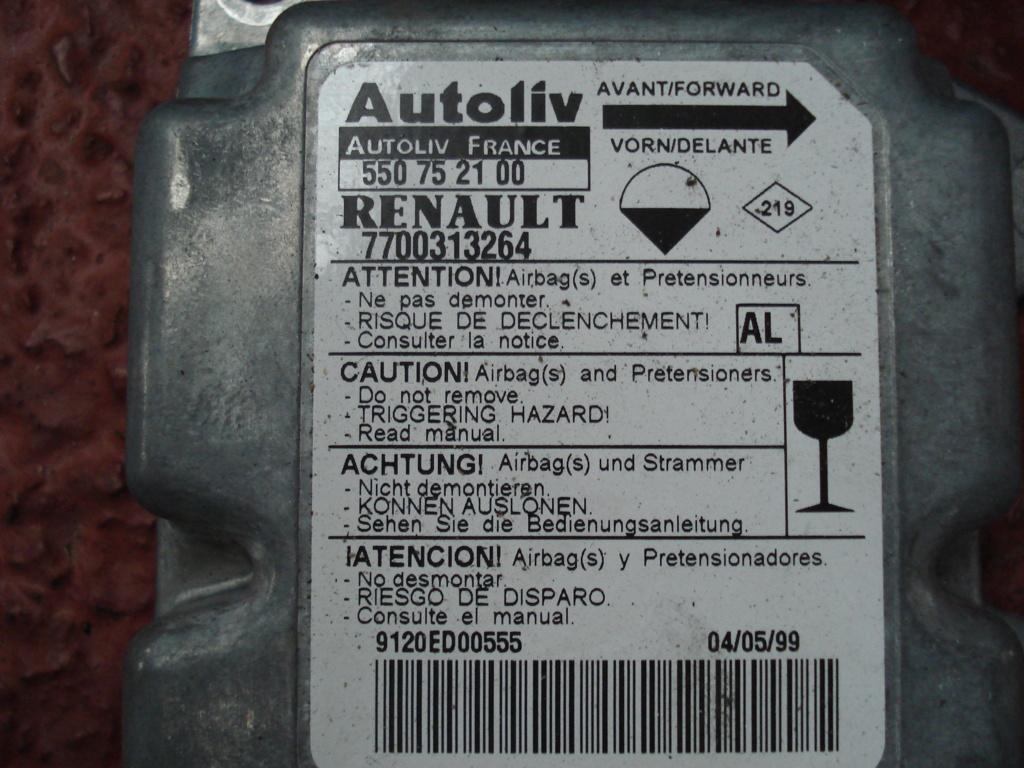 Autoliv
AUTOLIV FRANCE
550 75 21 00
RENAULT
7700313264
AVANT/FORWARD
VORN/DELANTE
219
ATTENTION! Airbag(s) et Pretensionneurs.
- Ne pas demonter.
- RISQUE DE DECLENCHEMENT!
- Consulter la notice.
AL
CAUTION! Airbag(s) and Pretensioners.
- Do not remove.
- TRIGGERING HAZARD!
- Read manual.
ACHTUNG! Airbag(s) und Strammer
- Nicht demontieren.
- KONNEN AUSLONEN.
- Sehen Sie die Bedienungsanleitung.
¡ATENCION! Airbag(s) y Pretensionadores.
- No desmontar.
- RIESGO DE DISPARO.
- Consulte el manual.
9120ED00555 04/05/99